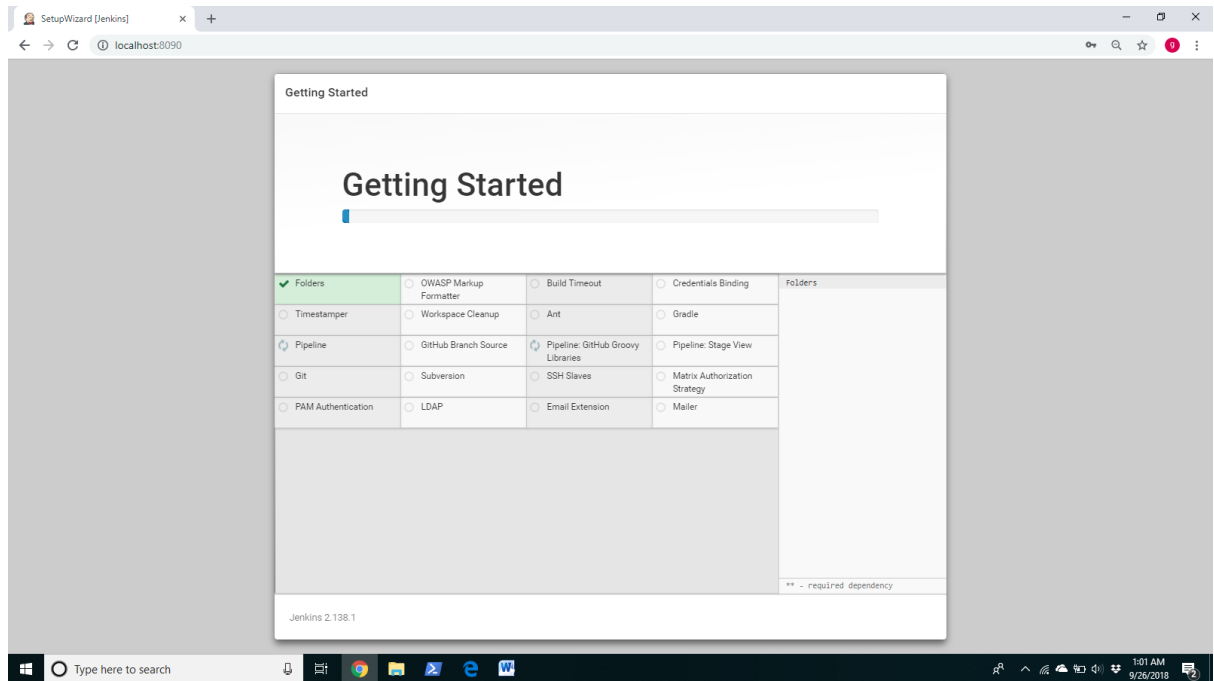 SetupWizard [Jenkins]
localhost:8090
g
Getting Started
Getting Started
Folders
OWASP Markup
Formatter
Build Timeout
Credentials Binding
Folders
Timestamper
Workspace Cleanup
Ant
Gradle
Pipeline
GitHub Branch Source
Pipeline: GitHub Groovy
Libraries
Pipeline: Stage View
Git
Subversion
SSH Slaves
Matrix Authorization
Strategy
PAM Authentication
LDAP
Email Extension
Mailer
** - required dependency
Jenkins 2.138.1
Type here to search
1:01 AM
9/26/2018
2